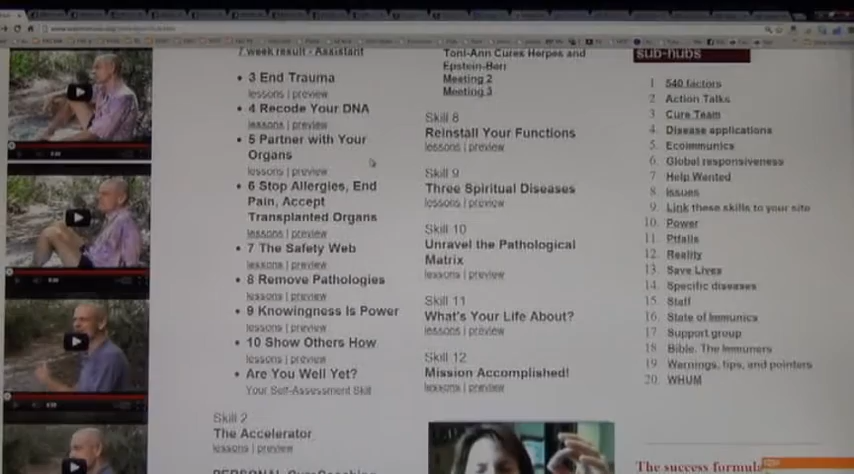 7 week result - Assistant
• 3 End Trauma
lessons | preview
• 4 Recode Your DNA
lessons | preview
• 5 Partner with Your
Organs
lessons | preview
• 6 Stop Allergies, End
Pain, Accept
Transplanted Organs
lessons | preview
• 7 The Safety Web
lessons | preview
• 8 Remove Pathologies
lessons | preview
• 9 Knowingness Is Power
lessons | preview
• 10 Show Others How
lessons | preview
• Are You Well Yet?
Your Self-Assessment Skill
Skill 2
The Accelerator
lessons | preview
Toni-Ann Cures Herpes and
Epstein-Barr
Meeting 2
Meeting 3
Skill 8
Reinstall Your Functions
lessons | preview
Skill 9
Three Spiritual Diseases
lessons | preview
Skill 10
Unravel the Pathological
Matrix
lessons | preview
Skill 11
What's Your Life About?
lessons | preview
Skill 12
Mission Accomplished!
lessons | preview
sub-hubs
1 540 factors
2 Action Talks
3 Cure Team
4. Disease applications
5. Ecoimmunics
6. Global responsiveness
7 Help Wanted
8 Issues
9. Link these skills to your site
10. Power
11. Pitfalls
12. Reality
13. Save Lives
14. Specific diseases
15. Staff
16. State of Immunics
17. Support group
18 Bible. The Immuners
19. Warnings, tips, and pointers
20. WHUM
The success formula